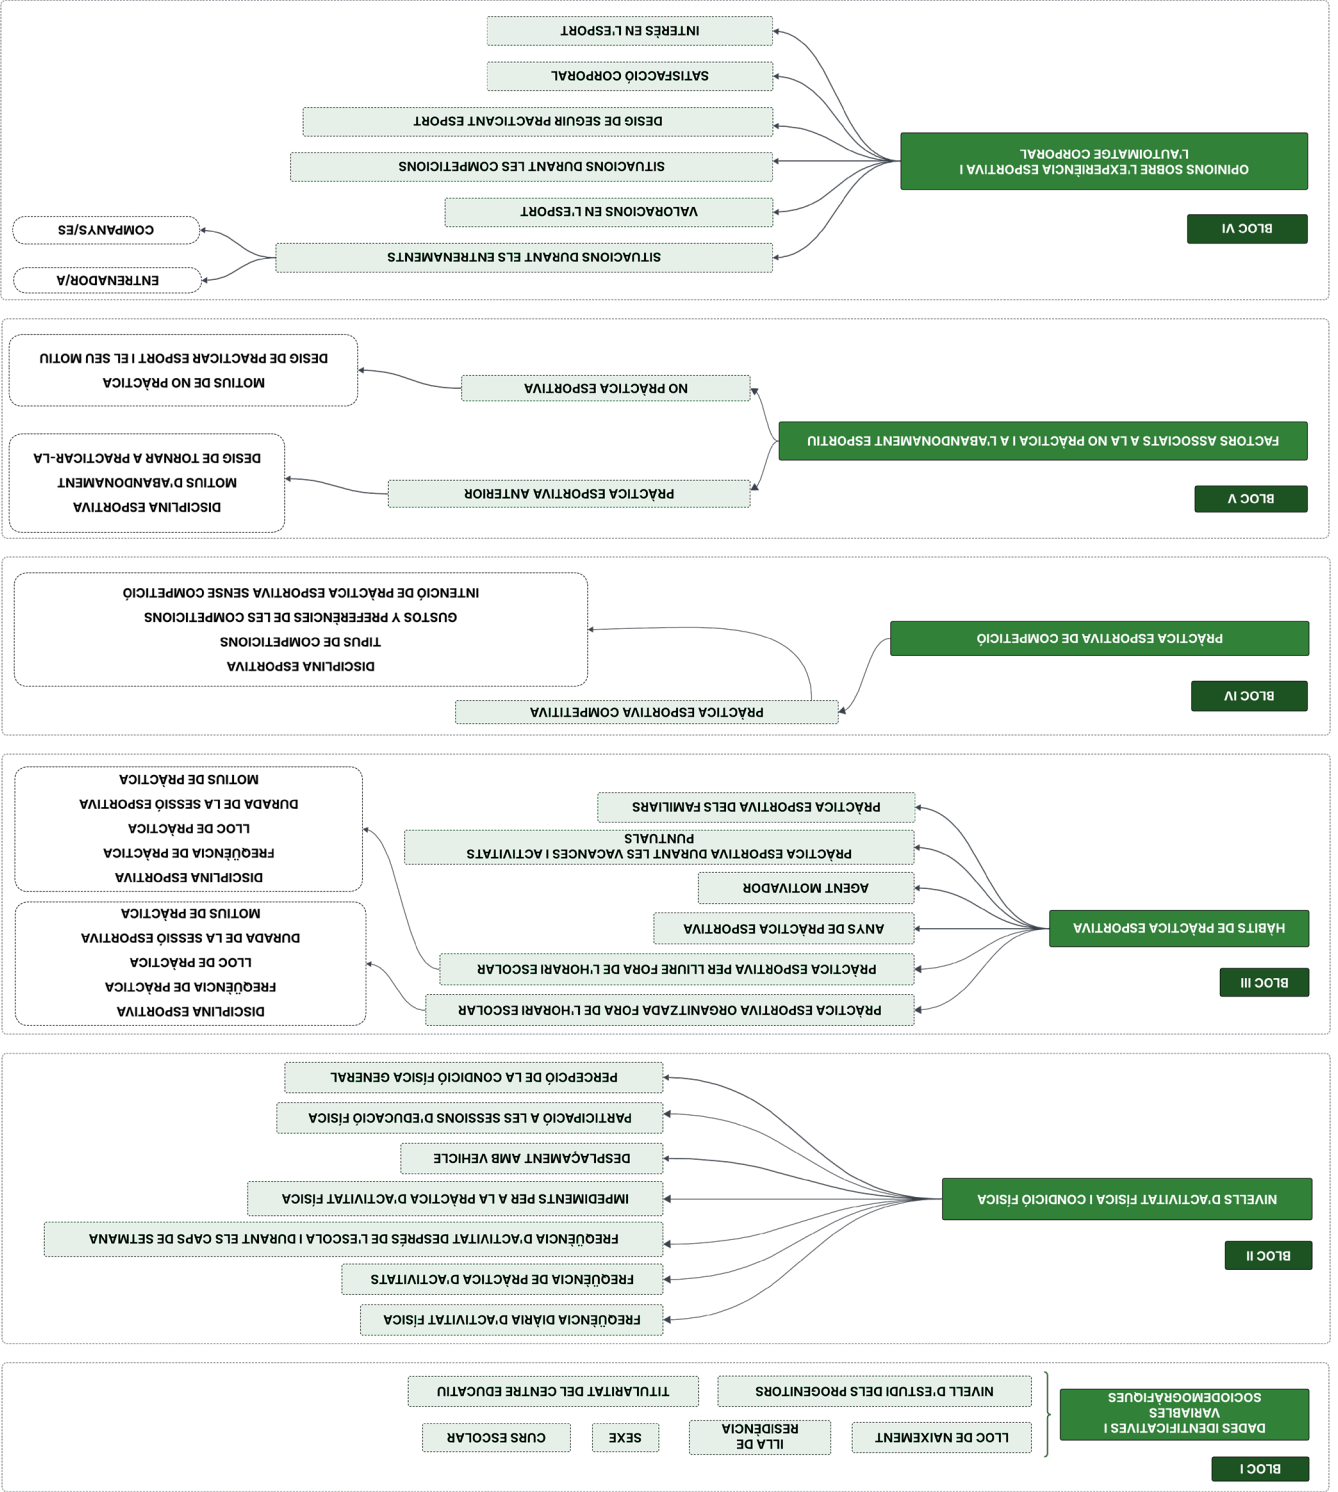 BLOC I
DADES IDENTIFICATIVES I
VARIABLES
SOCIODEMOGRÀFIQUES
LLOC DE NAIXEMENT
ILLA DE
RESIDÈNCIA
SEXE
CURS ESCOLAR
NIVELL D'ESTUDI DELS PROGENITORS
TITULARITAT DEL CENTRE EDUCATIU
BLOC II
NIVELLS D'ACTIVITAT FÍSICA I CONDICIÓ FÍSICA
FREQÜÈNCIA DIÀRIA D'ACTIVITAT FÍSICA
FREQÜÈNCIA DE PRÀCTICA D'ACTIVITATS
FREQÜÈNCIA D'ACTIVITAT DESPRÉS DE L'ESCOLA I DURANT ELS CAPS DE SETMANA
IMPEDIMENTS PER A LA PRÀCTICA D'ACTIVITAT FÍSICA
DESPLAÇAMENT AMB VEHICLE
PARTICIPACIÓ A LES SESSIONS D'EDUCACIÓ FÍSICA
PERCEPCIÓ DE LA CONDICIÓ FÍSICA GENERAL
BLOC III
HÀBITS DE PRÀCTICA ESPORTIVA
PRÀCTICA ESPORTIVA ORGANITZADA FORA DE L'HORARI ESCOLAR
DISCIPLINA ESPORTIVA
FREQÜÈNCIA DE PRÀCTICA
LLOC DE PRÀCTICA
DURADA DE LA SESSIÓ ESPORTIVA
MOTIUS DE PRÀCTICA
PRÀCTICA ESPORTIVA PER LLIURE FORA DE L'HORARI ESCOLAR
DISCIPLINA ESPORTIVA
FREQÜÈNCIA DE PRÀCTICA
LLOC DE PRÀCTICA
DURADA DE LA SESSIÓ ESPORTIVA
MOTIUS DE PRÀCTICA
ANYS DE PRÀCTICA ESPORTIVA
AGENT MOTIVADOR
PRÀCTICA ESPORTIVA DURANT LES VACANCES I ACTIVITATS
PUNTUALS
PRÀCTICA ESPORTIVA DELS FAMILIARS
BLOC IV
PRÀCTICA ESPORTIVA DE COMPETICIÓ
PRÀCTICA ESPORTIVA COMPETITIVA
DISCIPLINA ESPORTIVA
TIPUS DE COMPETICIONS
GUSTOS Y PREFERÈNCIES DE LES COMPETICIONS
INTENCIÓ DE PRÀCTICA ESPORTIVA SENSE COMPETICIÓ
BLOC V
FACTORS ASSOCIATS A LA NO PRÀCTICA I A L'ABANDONAMENT ESPORTIU
PRÀCTICA ESPORTIVA ANTERIOR
DISCIPLINA ESPORTIVA
MOTIUS D'ABANDONAMENT
DESIG DE TORNAR A PRACTICAR-LA
NO PRÀCTICA ESPORTIVA
MOTIUS DE NO PRÀCTICA
DESIG DE PRACTICAR ESPORT I EL SEU MOTIU
BLOC VI
OPINIONS SOBRE L'EXPERIÈNCIA ESPORTIVA I
L'AUTOIMATGE CORPORAL
SITUACIONS DURANT ELS ENTRENAMENTS
ENTRENADOR/A
COMPANYS/ES
VALORACIONS EN L'ESPORT
SITUACIONS DURANT LES COMPETICIONS
DESIG DE SEGUIR PRACTICANT ESPORT
SATISFACCIÓ CORPORAL
INTERÈS EN L'ESPORT